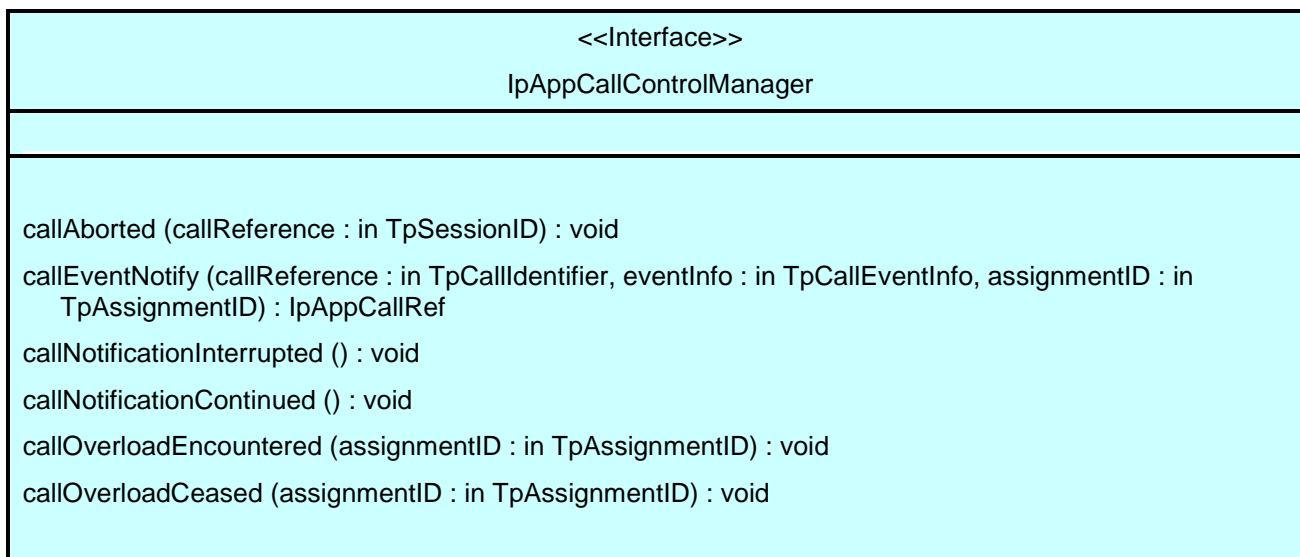 <<Interface>>
IpAppCallControlManager
callAborted (callReference : in TpSessionID) : void
callEventNotify (callReference : in TpCallIdentifier, eventInfo : in TpCallEventInfo, assignmentID : in
TpAssignmentID) : IpAppCallRef
callNotificationInterrupted () : void
callNotificationContinued () : void
callOverloadEncountered (assignmentID : in TpAssignmentID) : void
callOverloadCeased (assignmentID : in TpAssignmentID) : void